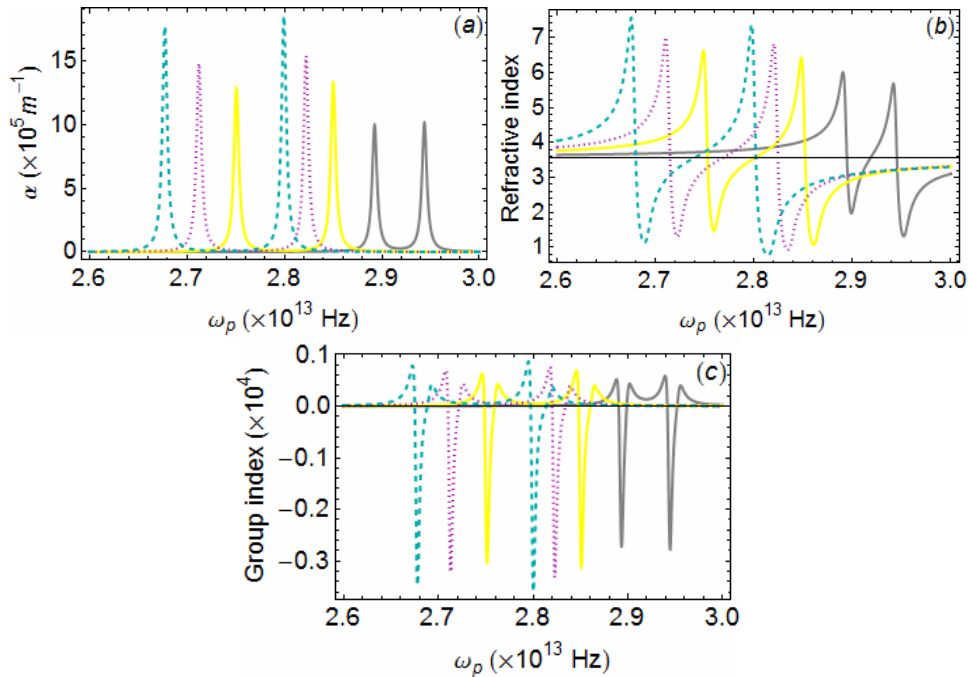 (a)
α (×10⁵ m⁻¹)
15
10
5
0
2.6 2.7 2.8 2.9 3.0
ωₚ (×10¹³ Hz)
(b)
Refractive index
7
6
5
4
3
2
1
2.6 2.7 2.8 2.9 3.0
ωₚ (×10¹³ Hz)
(c)
Group index (×10⁴)
0.1
0.0
−0.1
−0.2
−0.3
2.6 2.7 2.8 2.9 3.0
ωₚ (×10¹³ Hz)